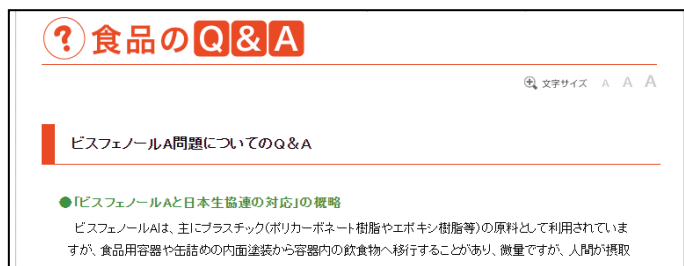 ? 食品のQ&A
文字サイズ A A A
ビスフェノールA問題についてのQ&A
●「ビスフェノールAと日本生協連の対応」の概略
ビスフェノールAは、主にプラスチック(ポリカーボネート樹脂やエポキシ樹脂等)の原料として利用されていま
すが、食品用容器や缶詰めの内面塗装から容器内の飲食物へ移行することがあり、微量ですが、人間が摂取